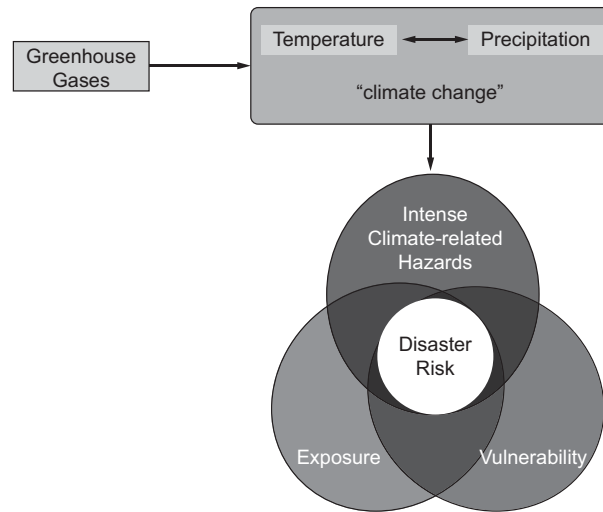 Greenhouse
Gases
Temperature
Precipitation
“climate change”
Intense
Climate-related
Hazards
Disaster
Risk
Exposure
Vulnerability